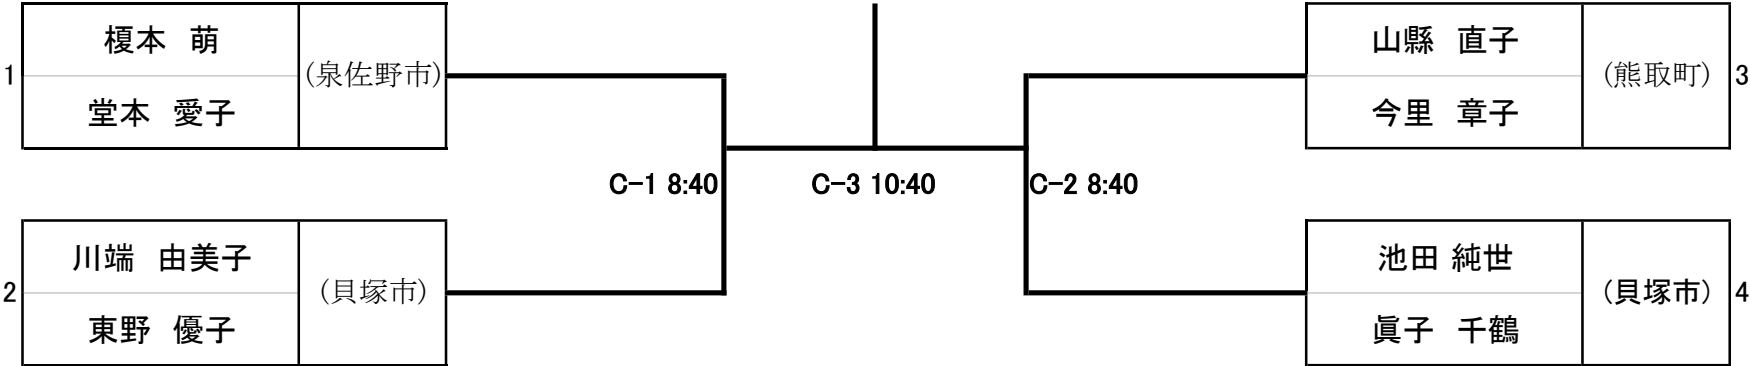 1
榎本　萌
堂本　愛子
(泉佐野市)
2
川端　由美子
東野　優子
(貝塚市)
C-1 8:40
C-3 10:40
C-2 8:40
山縣　直子
今里　章子
(熊取町)
3
池田 純世
眞子　千鶴
(貝塚市)
4